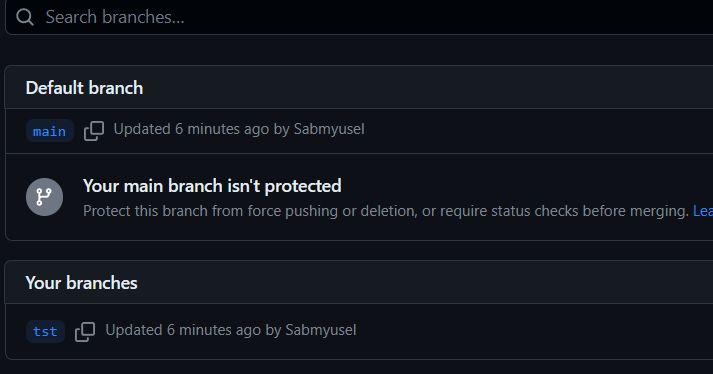 Search branches...
Default branch
main Updated 6 minutes ago by Sabmyusel
Your main branch isn't protected
Protect this branch from force pushing or deletion, or require status checks before merging.
Your branches
tst Updated 6 minutes ago by Sabmyusel